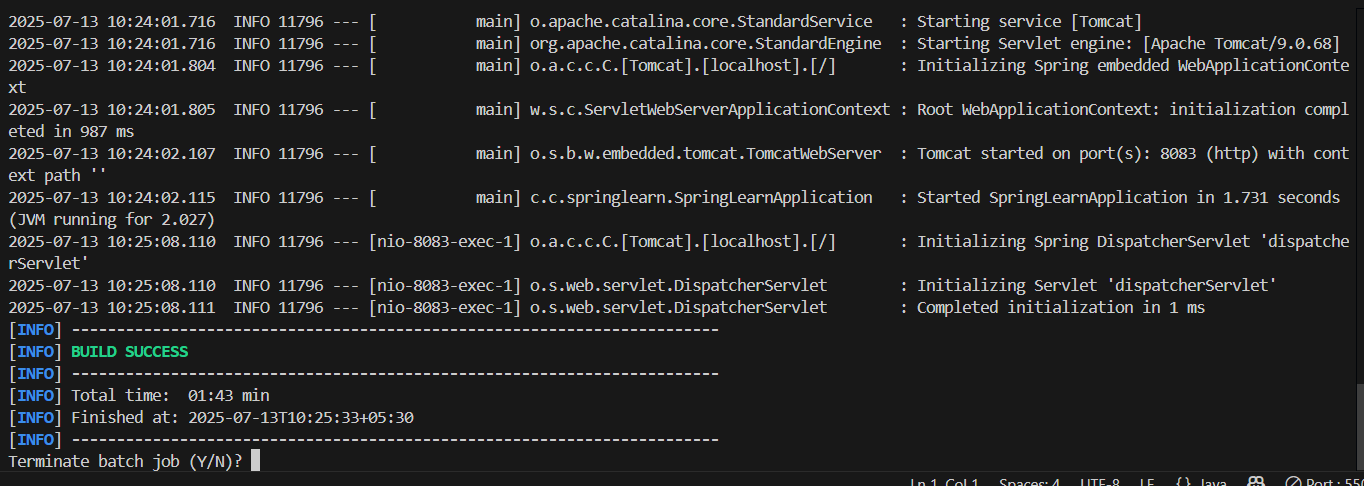 2025-07-13 10:24:01.716  INFO 11796 --- [           main] o.apache.catalina.core.StandardService   : Starting service [Tomcat]
2025-07-13 10:24:01.716  INFO 11796 --- [           main] org.apache.catalina.core.StandardEngine  : Starting Servlet engine: [Apache Tomcat/9.0.68]
2025-07-13 10:24:01.804  INFO 11796 --- [           main] o.a.c.c.C.[Tomcat].[localhost].[/]       : Initializing Spring embedded WebApplicationConte
xt
2025-07-13 10:24:01.805  INFO 11796 --- [           main] w.s.c.ServletWebServerApplicationContext : Root WebApplicationContext: initialization compl
eted in 987 ms
2025-07-13 10:24:02.107  INFO 11796 --- [           main] o.s.b.w.embedded.tomcat.TomcatWebServer  : Tomcat started on port(s): 8083 (http) with cont
ext path ''
2025-07-13 10:24:02.115  INFO 11796 --- [           main] c.c.springlearn.SpringLearnApplication   : Started SpringLearnApplication in 1.731 seconds
(JVM running for 2.027)
2025-07-13 10:25:08.110  INFO 11796 --- [nio-8083-exec-1] o.a.c.c.C.[Tomcat].[localhost].[/]       : Initializing Spring DispatcherServlet 'dispatche
rServlet'
2025-07-13 10:25:08.110  INFO 11796 --- [nio-8083-exec-1] o.s.web.servlet.DispatcherServlet        : Initializing Servlet 'dispatcherServlet'
2025-07-13 10:25:08.111  INFO 11796 --- [nio-8083-exec-1] o.s.web.servlet.DispatcherServlet        : Completed initialization in 1 ms
[INFO] ------------------------------------------------------------------------
[INFO] BUILD SUCCESS
[INFO] ------------------------------------------------------------------------
[INFO] Total time:  01:43 min
[INFO] Finished at: 2025-07-13T10:25:33+05:30
[INFO] ------------------------------------------------------------------------
Terminate batch job (Y/N)?
Ln 1, Col 1 Spaces: 4 UTF-8 LF {} Java Port : 550